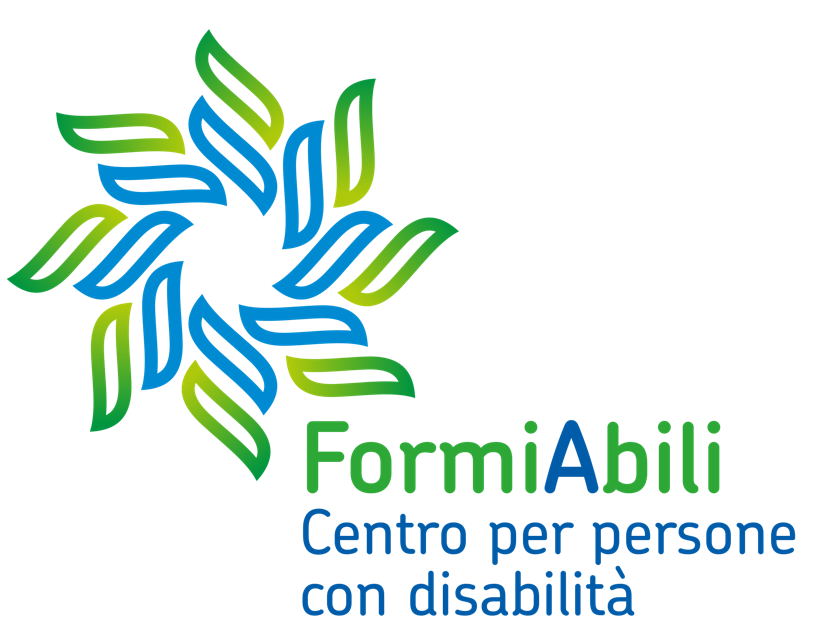 FormiAbili
Centro per persone
con disabilità